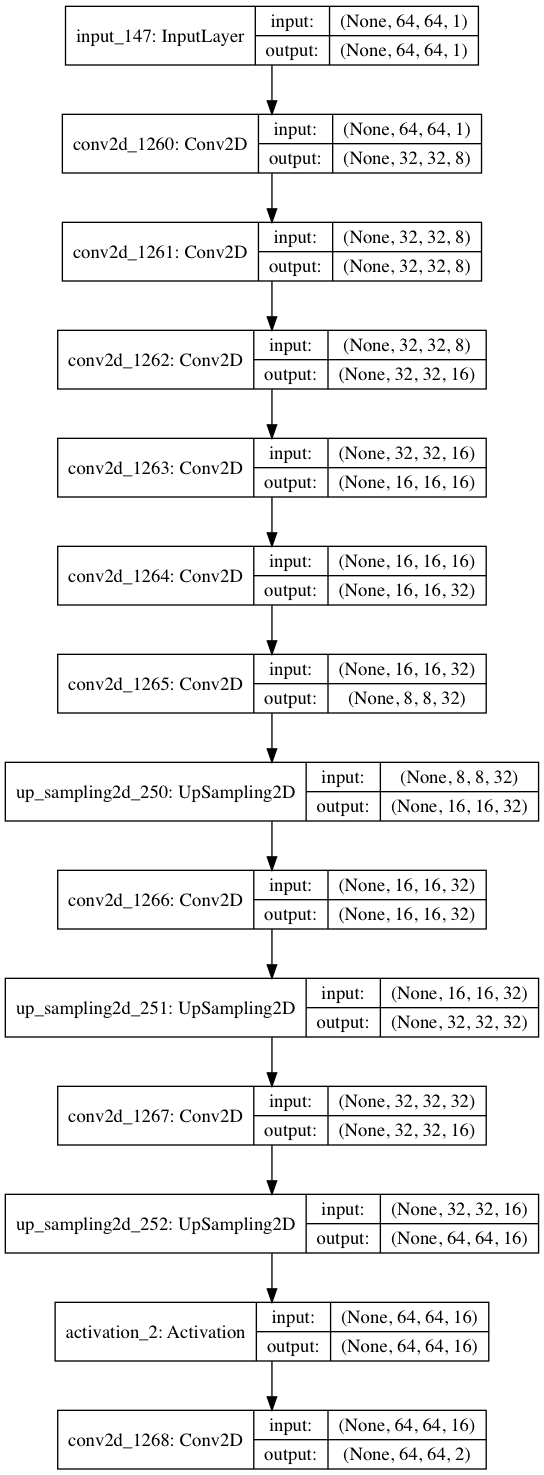 input_147: InputLayer
input: (None, 64, 64, 1)
output: (None, 64, 64, 1)
conv2d_1260: Conv2D
input: (None, 64, 64, 1)
output: (None, 32, 32, 8)
conv2d_1261: Conv2D
input: (None, 32, 32, 8)
output: (None, 32, 32, 8)
conv2d_1262: Conv2D
input: (None, 32, 32, 8)
output: (None, 32, 32, 16)
conv2d_1263: Conv2D
input: (None, 32, 32, 16)
output: (None, 16, 16, 16)
conv2d_1264: Conv2D
input: (None, 16, 16, 16)
output: (None, 16, 16, 32)
conv2d_1265: Conv2D
input: (None, 16, 16, 32)
output: (None, 8, 8, 32)
up_sampling2d_250: UpSampling2D
input: (None, 8, 8, 32)
output: (None, 16, 16, 32)
conv2d_1266: Conv2D
input: (None, 16, 16, 32)
output: (None, 16, 16, 32)
up_sampling2d_251: UpSampling2D
input: (None, 16, 16, 32)
output: (None, 32, 32, 32)
conv2d_1267: Conv2D
input: (None, 32, 32, 32)
output: (None, 32, 32, 16)
up_sampling2d_252: UpSampling2D
input: (None, 32, 32, 16)
output: (None, 64, 64, 16)
activation_2: Activation
input: (None, 64, 64, 16)
output: (None, 64, 64, 16)
conv2d_1268: Conv2D
input: (None, 64, 64, 16)
output: (None, 64, 64, 2)